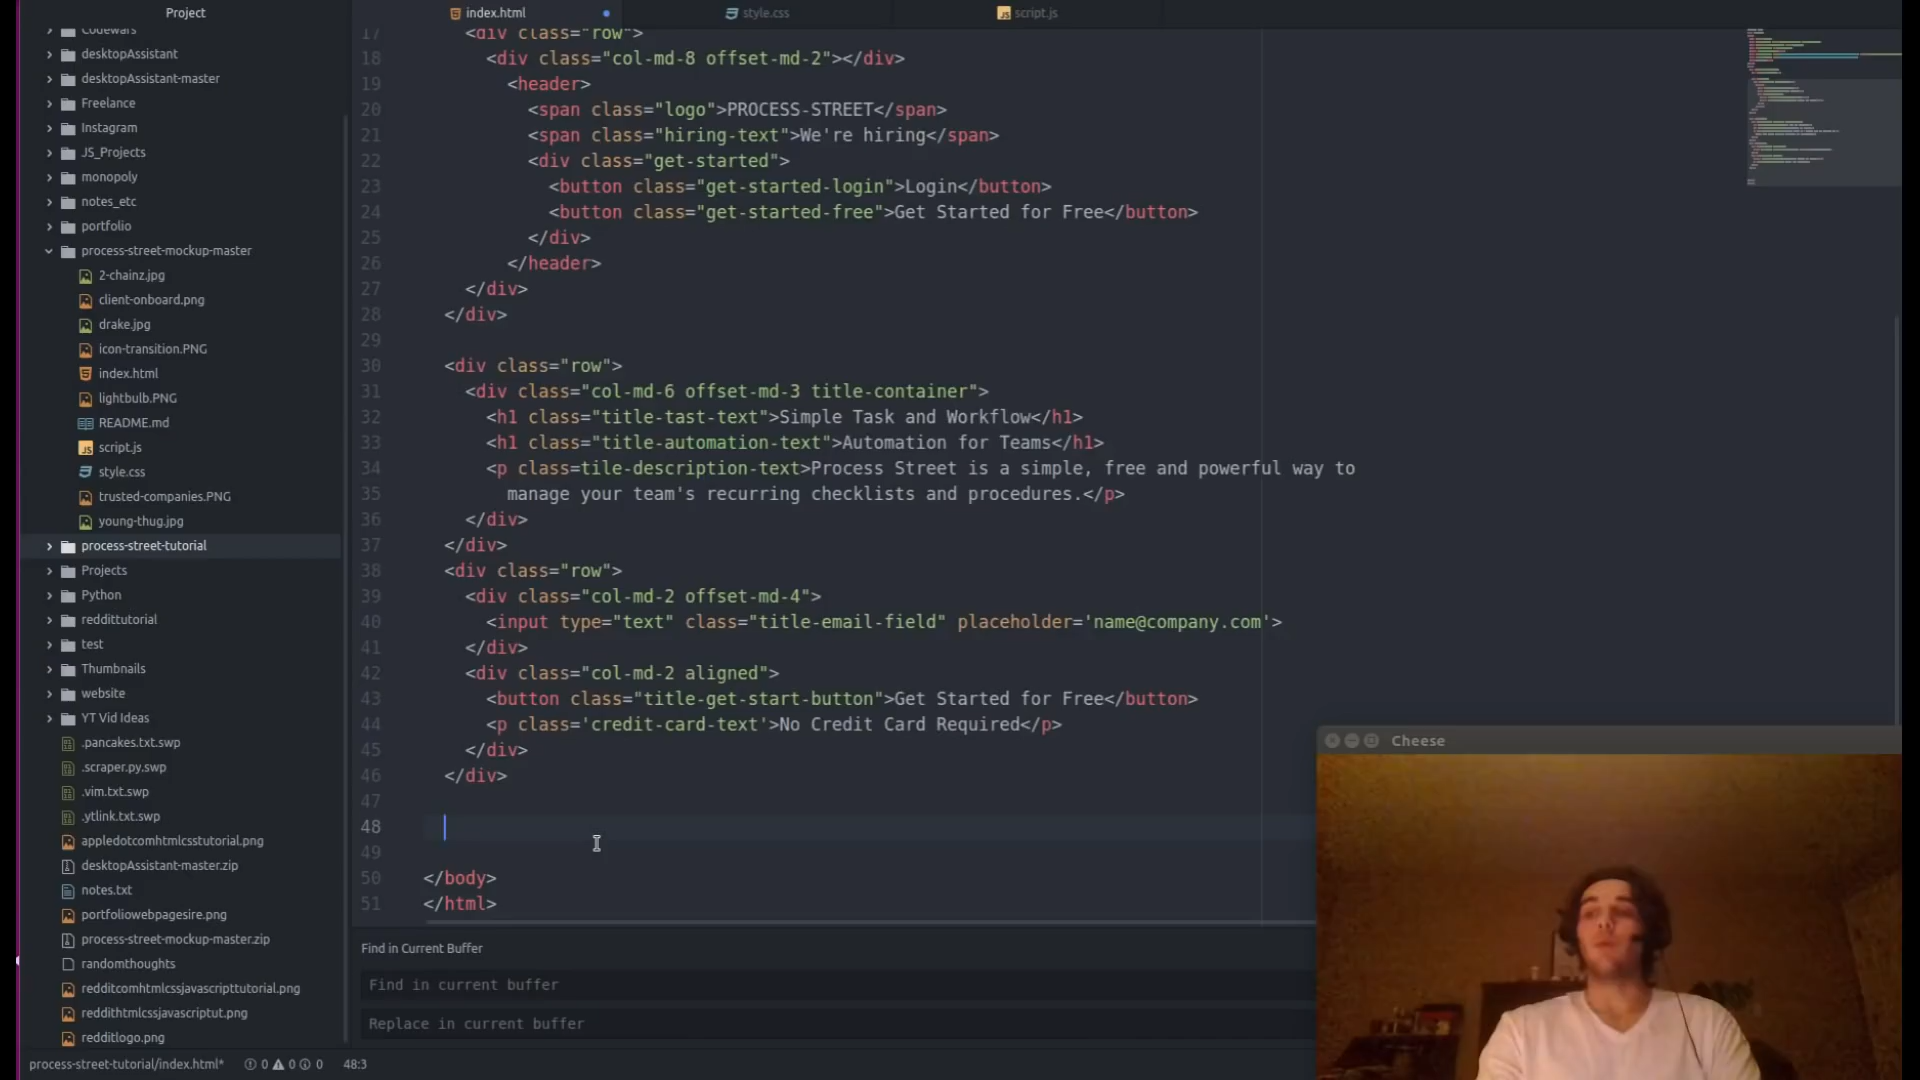 Project
index.html
style.css
script.js
Codewars
desktopAssistant
desktopAssistant-master
Freelance
Instagram
JS_Projects
monopoly
notes_etc
portfolio
process-street-mockup-master
2-chainz.jpg
client-onboard.png
drake.jpg
icon-transition.PNG
index.html
lightbulb.PNG
README.md
script.js
style.css
trusted-companies.PNG
young-thug.jpg
process-street-tutorial
Projects
Python
reddittutorial
test
Thumbnails
website
YT Vid Ideas
.pancakes.txt.swp
.scraper.py.swp
.vim.txt.swp
.ytlink.txt.swp
appledotcomhtmlcsstutorial.png
desktopAssistant-master.zip
notes.txt
portfoliowebpagesire.png
process-street-mockup-master.zip
randomthoughts
redditcomhtmlcssjavascripttutorial.png
reddithtmlcssjavascriptut.png
redditlogo.png
17 <div class="row">
18 <div class="col-md-8 offset-md-2"></div>
19 <header>
20 <span class="logo">PROCESS-STREET</span>
21 <span class="hiring-text">We're hiring</span>
22 <div class="get-started">
23 <button class="get-started-login">Login</button>
24 <button class="get-started-free">Get Started for Free</button>
25 </div>
26 </header>
27 </div>
28 </div>
29
30 <div class="row">
31 <div class="col-md-6 offset-md-3 title-container">
32 <h1 class="title-tast-text">Simple Task and Workflow</h1>
33 <h1 class="title-automation-text">Automation for Teams</h1>
34 <p class=tile-description-text>Process Street is a simple, free and powerful way to
35 manage your team's recurring checklists and procedures.</p>
36 </div>
37 </div>
38 <div class="row">
39 <div class="col-md-2 offset-md-4">
40 <input type="text" class="title-email-field" placeholder='name@company.com'>
41 </div>
42 <div class="col-md-2 aligned">
43 <button class="title-get-start-button">Get Started for Free</button>
44 <p class='credit-card-text'>No Credit Card Required</p>
45 </div>
46 </div>
47
48
49
50 </body>
51 </html>
Find in Current Buffer
Find in current buffer
Replace in current buffer
Cheese
process-street-tutorial/index.html* 0 0 0 48:3